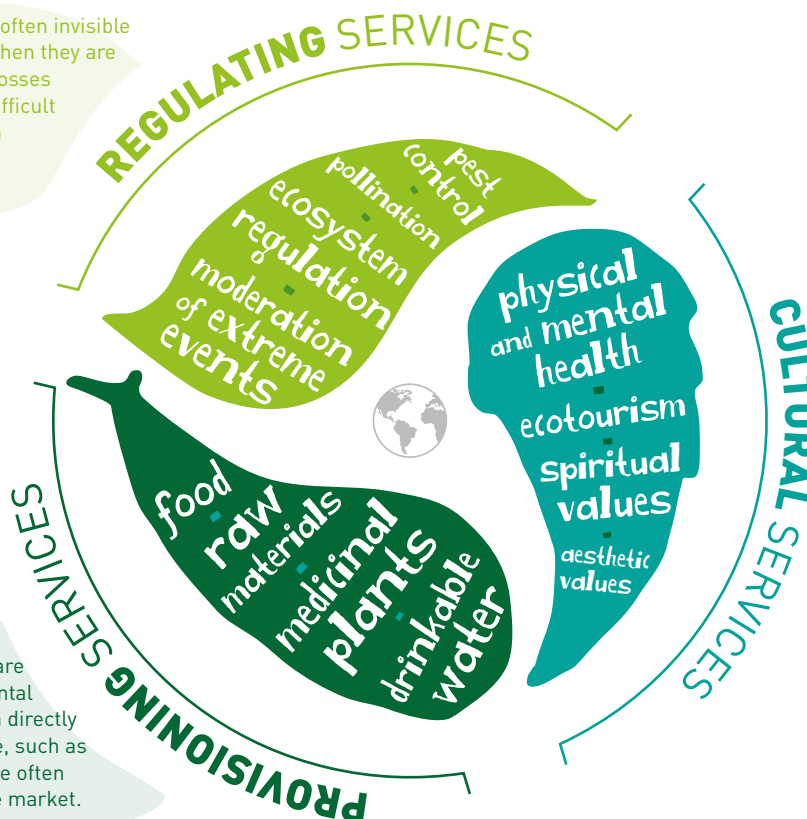 often invisible
hen they are
osses
fficult
REGULATING SERVICES
pest
control
pollination
ecosystem
regulation
moderation
of extreme
events
physical
and mental
health
ecotourism
spiritual
values
aesthetic
values
CULTURAL SERVICES
food
raw
materials
medicinal
plants
drinkable
water
PROVISIONING SERVICES
are
ntal
directly
e, such as
e often
e market.